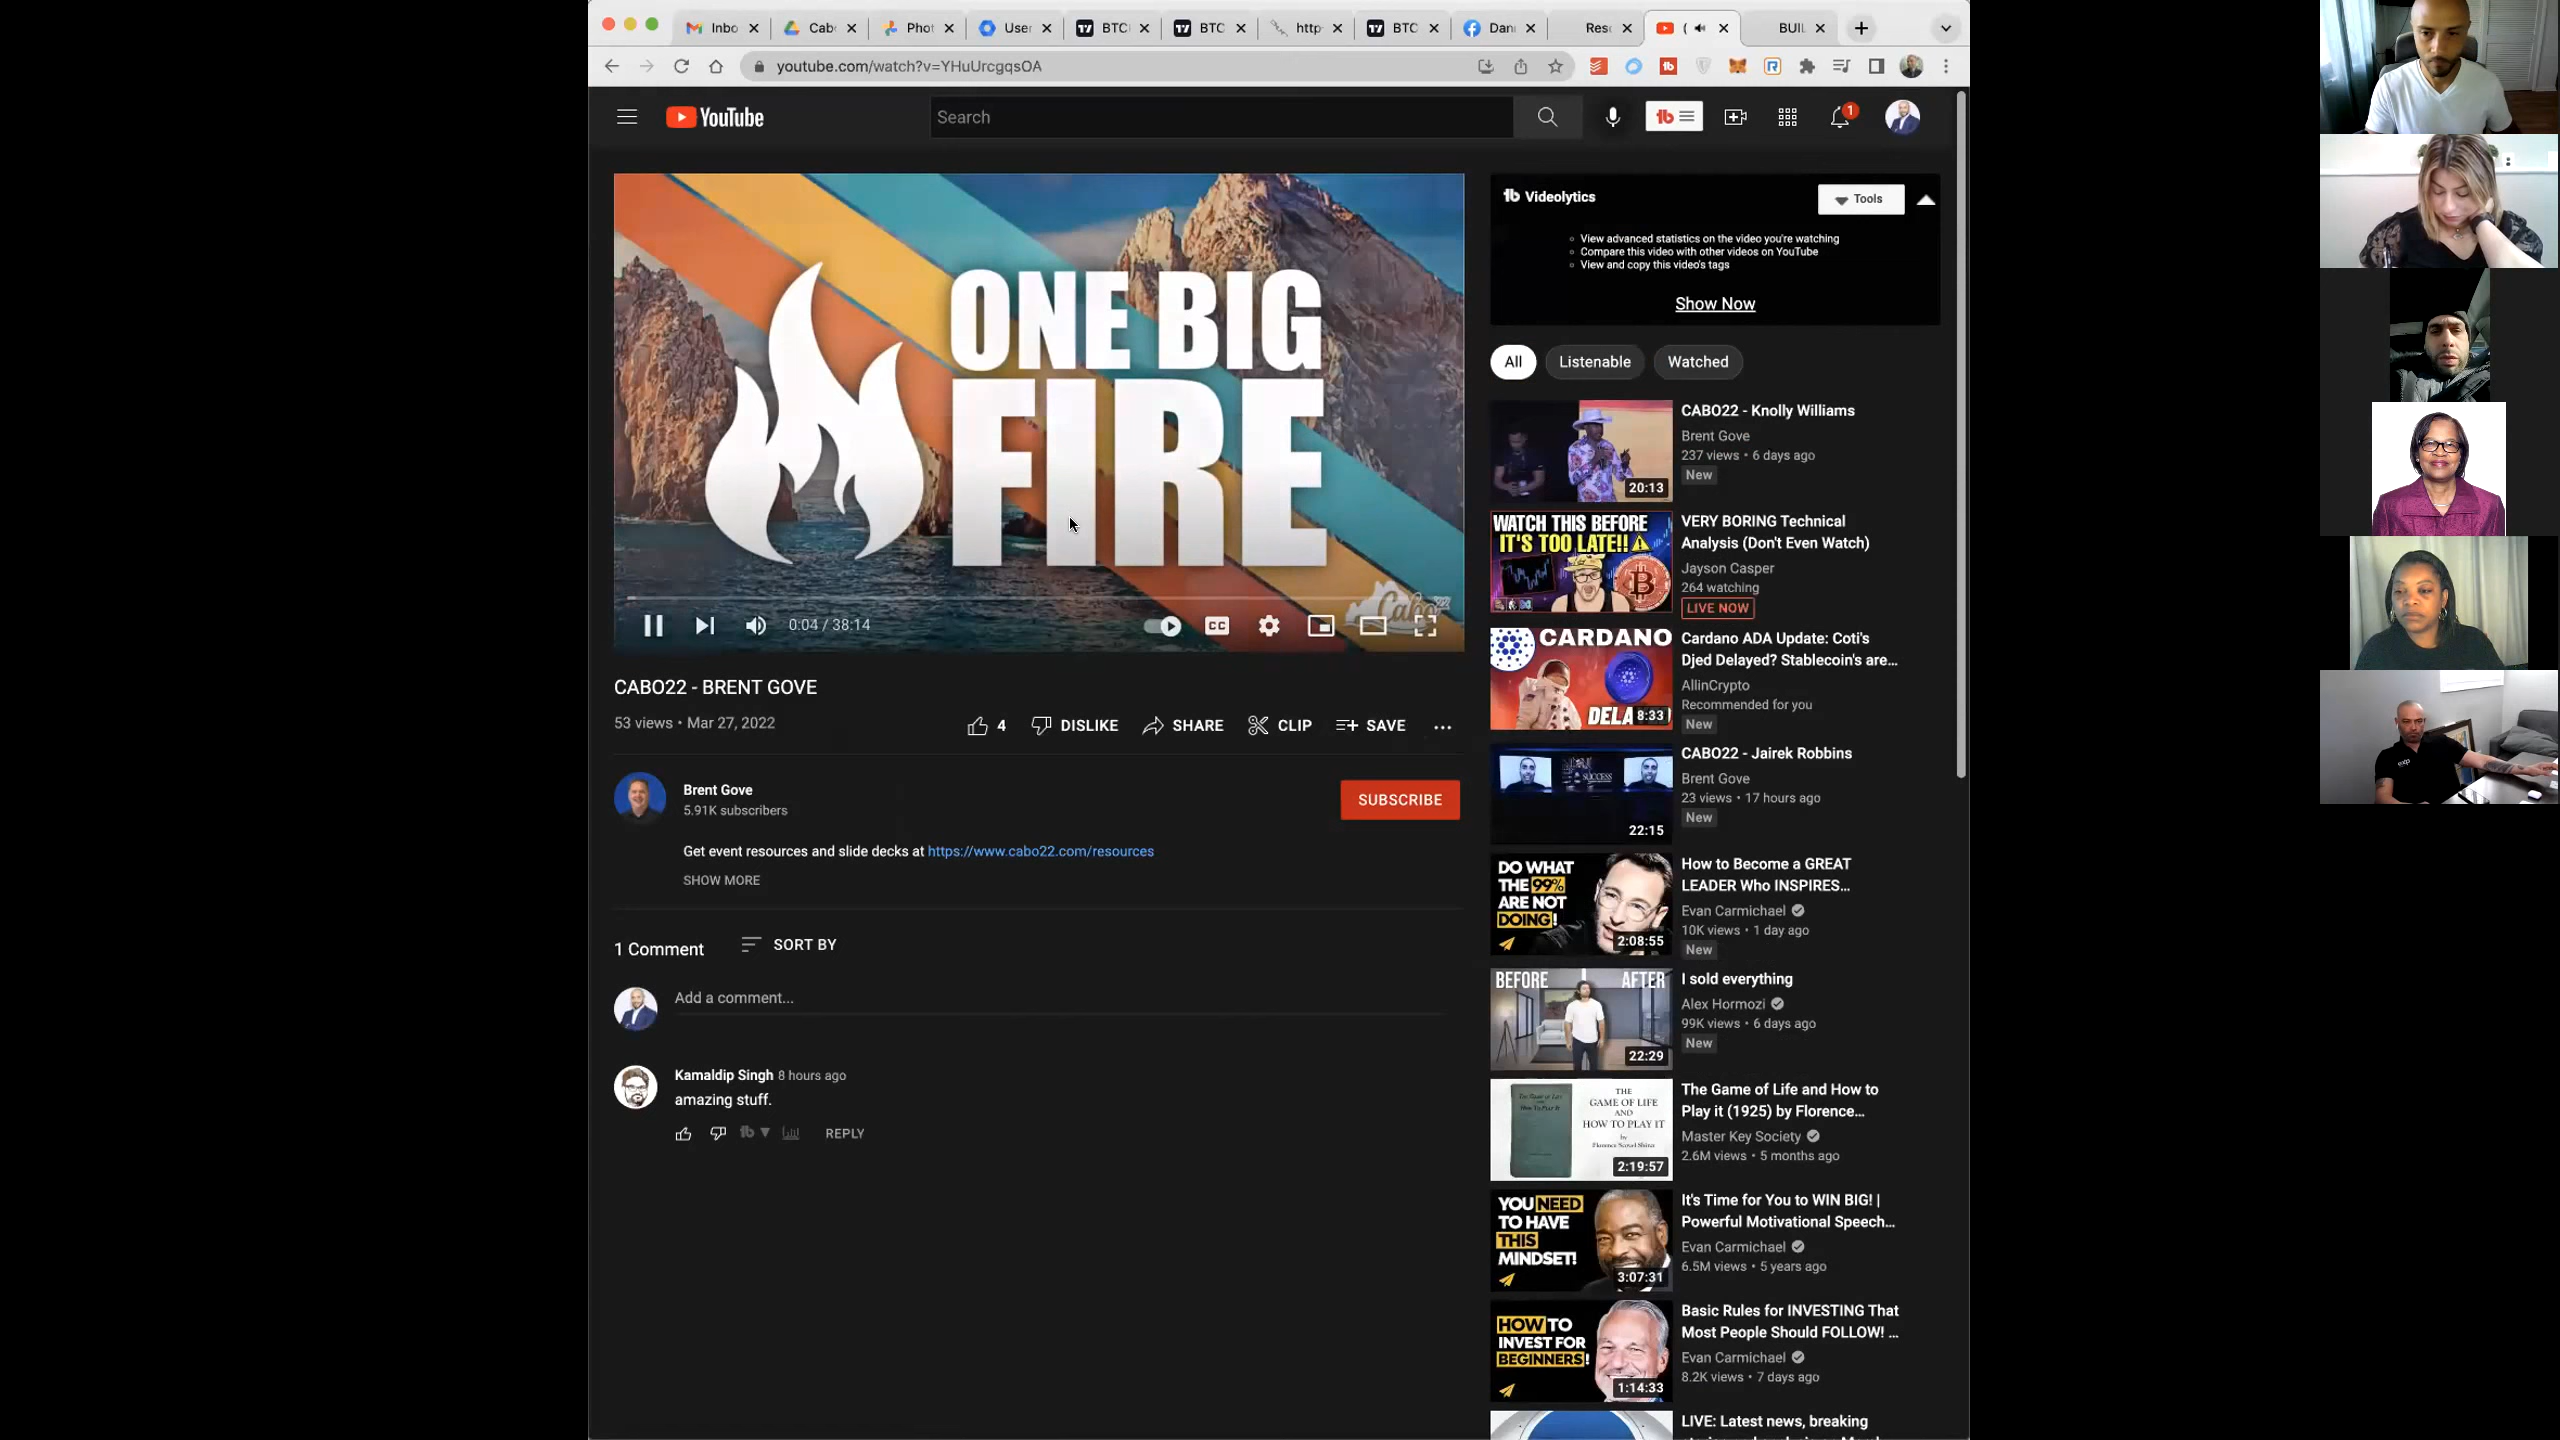 Inbo
Cab
Phot
User
BTC
BTC
http
BTC
Dan
Res
(
BUIL
youtube.com/watch?v=YHuUrcgqsOA
YouTube
Search
1
ONE BIG
FIRE
Cabo22
0:04 / 38:14
CC
CABO22 - BRENT GOVE
53 views • Mar 27, 2022
4
DISLIKE
SHARE
CLIP
SAVE
Brent Gove
5.91K subscribers
SUBSCRIBE
Get event resources and slide decks at https://www.cabo22.com/resources
SHOW MORE
1 Comment
SORT BY
Add a comment...
Kamaldip Singh 8 hours ago
amazing stuff.
REPLY
Videolytics
Tools
View advanced statistics on the video you're watching
Compare this video with other videos on YouTube
View and copy this video's tags
Show Now
All
Listenable
Watched
20:13
CABO22 - Knolly Williams
Brent Gove
237 views • 6 days ago
New
WATCH THIS BEFORE
IT'S TOO LATE!!
VERY BORING Technical
Analysis (Don't Even Watch)
Jayson Casper
264 watching
LIVE NOW
CARDANO
DELA
8:33
Cardano ADA Update: Coti's
Djed Delayed? Stablecoin's are...
AllinCrypto
Recommended for you
New
SUCCESS
22:15
CABO22 - Jairek Robbins
Brent Gove
23 views • 17 hours ago
New
DO WHAT
THE 99%
ARE NOT
DOING!
2:08:55
How to Become a GREAT
LEADER Who INSPIRES...
Evan Carmichael
10K views • 1 day ago
New
BEFORE
AFTER
22:29
I sold everything
Alex Hormozi
99K views • 6 days ago
New
THE
GAME OF LIFE
AND
HOW TO PLAY IT
by
Florence Scovel Shinn
2:19:57
The Game of Life and How to
Play it (1925) by Florence...
Master Key Society
2.6M views • 5 months ago
YOU NEED
TO HAVE
THIS
MINDSET!
3:07:31
It's Time for You to WIN BIG! |
Powerful Motivational Speech...
Evan Carmichael
6.5M views • 5 years ago
HOW TO
INVEST FOR
BEGINNERS!
1:14:33
Basic Rules for INVESTING That
Most People Should FOLLOW! ...
Evan Carmichael
8.2K views • 7 days ago
LIVE: Latest news, breaking
exp